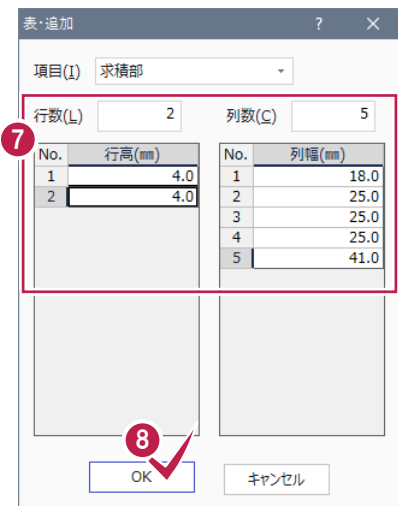 表・追加 ? ×
項目(I) 求積部
行数(L) 2 列数(C) 5
7
No. 行高(㎜) No. 列幅(㎜)
1 4.0 1 18.0
2 4.0 2 25.0
3 25.0
4 25.0
5 41.0
8
OK キャンセル